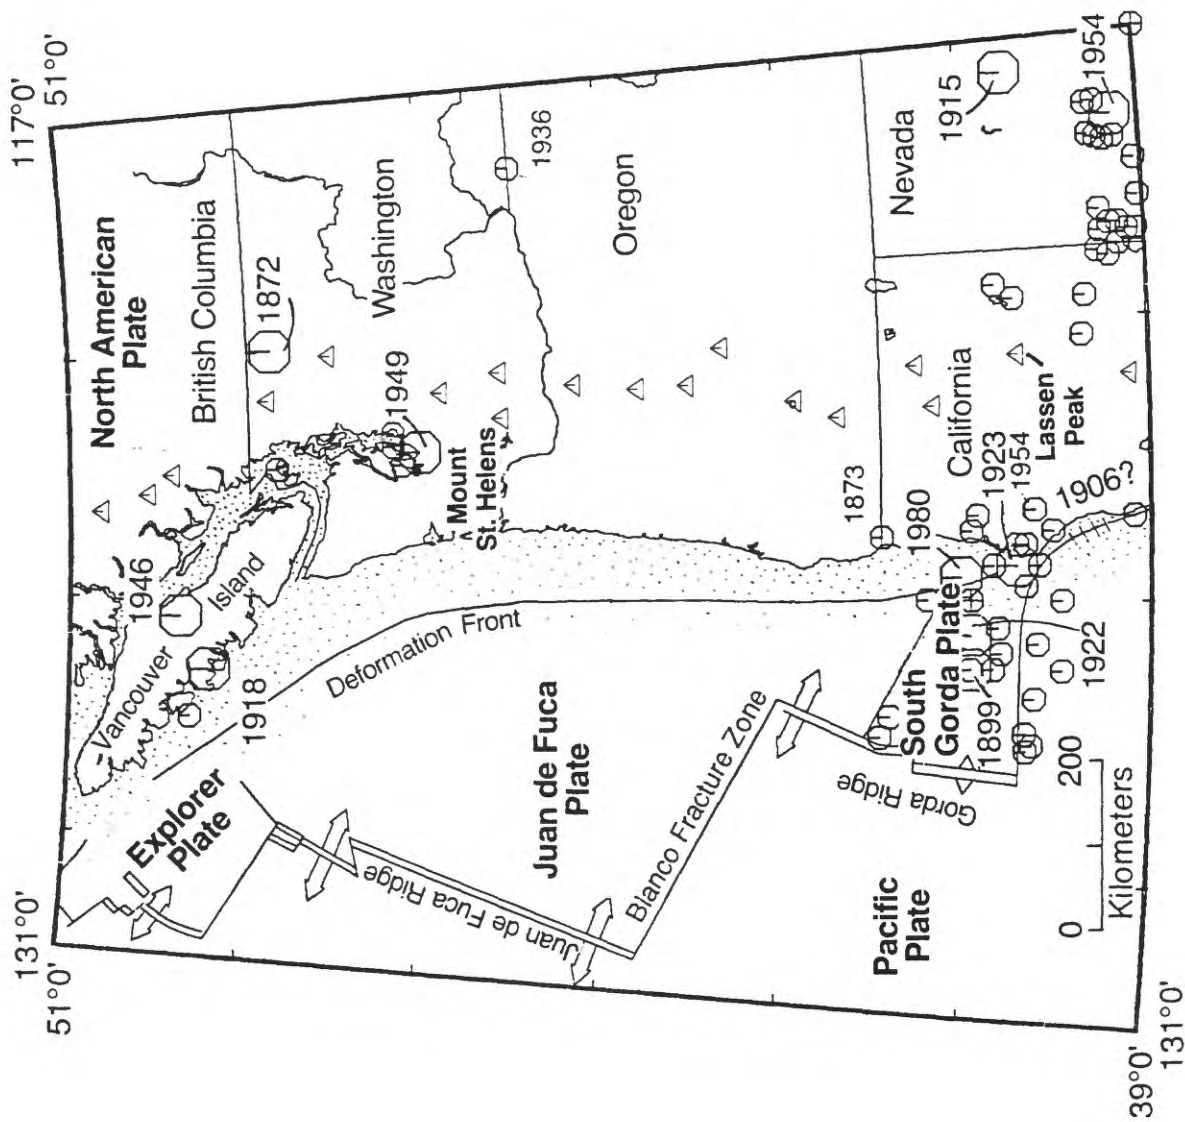 117°0'
51°0'
131°0'
51°0'
North American
Plate
British Columbia
1872
1946
Vancouver
Island
1918
Explorer
Plate
Washington
1949
Mount
St. Helens
1936
Deformation Front
Juan de Fuca Ridge
Juan de Fuca
Plate
Oregon
Blanco Fracture Zone
1873
Nevada
1915
1954
California
Lassen
Peak
1980
1923
1954
1906?
South
Gorda Plate
1899
1922
Gorda Ridge
Pacific
Plate
0
200
Kilometers
39°0'
131°0'